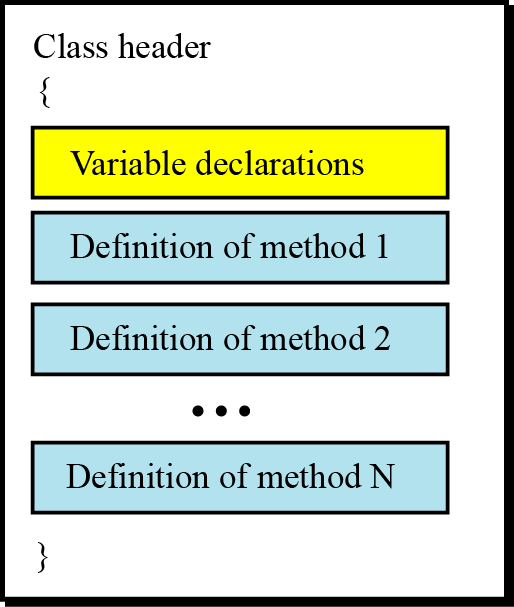 Class header
{
Variable declarations
Definition of method 1
Definition of method 2
...
Definition of method N
}